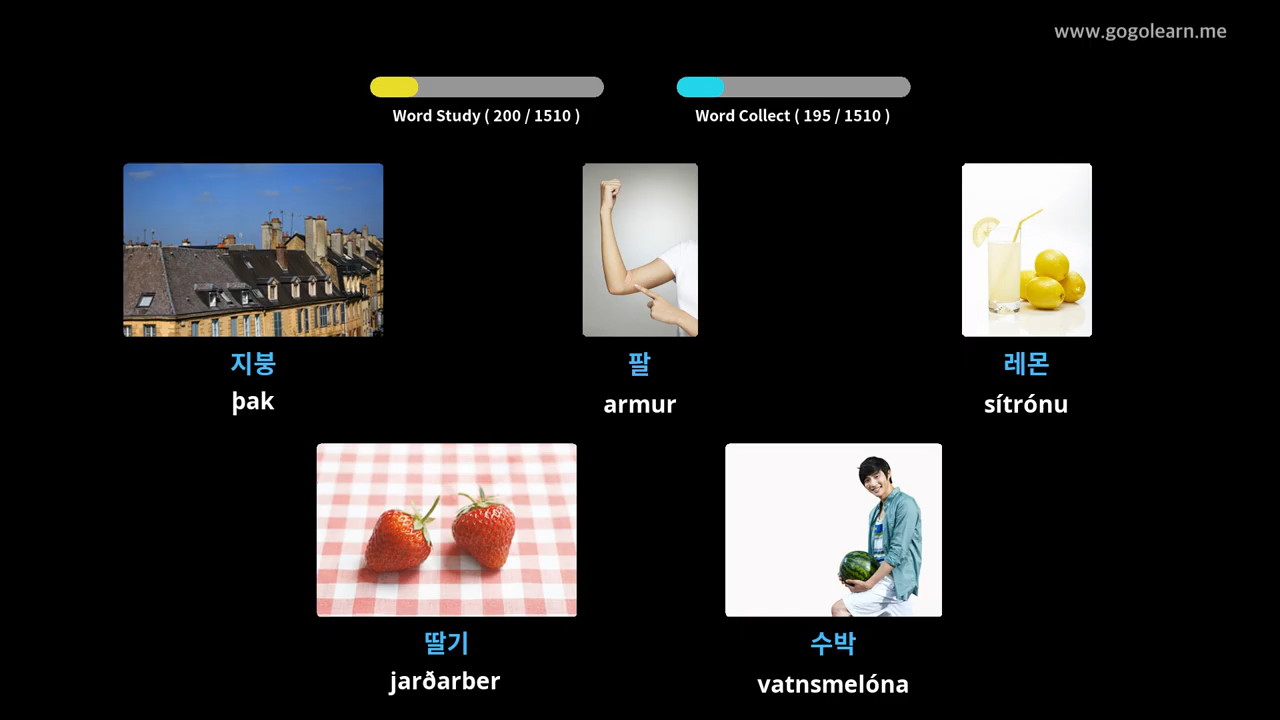 www.gogolearn.me
Word Study ( 200 / 1510 )
Word Collect ( 195 / 1510 )
지붕
þak
팔
armur
레몬
sítrónu
딸기
jarðarber
수박
vatnsmelóna